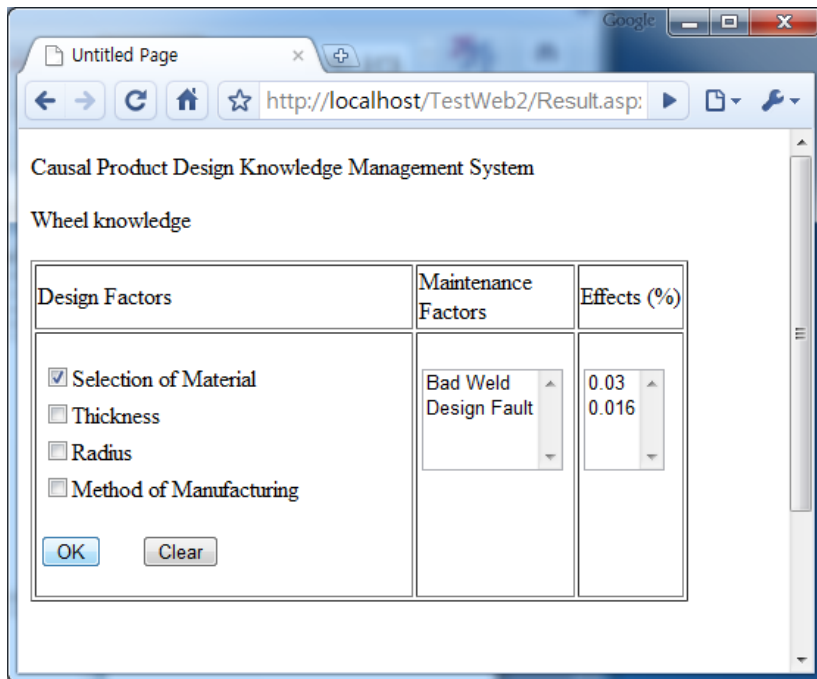 Google
Untitled Page
http://localhost/TestWeb2/Result.asp
Causal Product Design Knowledge Management System
Wheel knowledge
Design Factors
Maintenance
Factors
Effects (%)
Selection of Material
Thickness
Radius
Method of Manufacturing
OK
Clear
Bad Weld
Design Fault
0.03
0.016